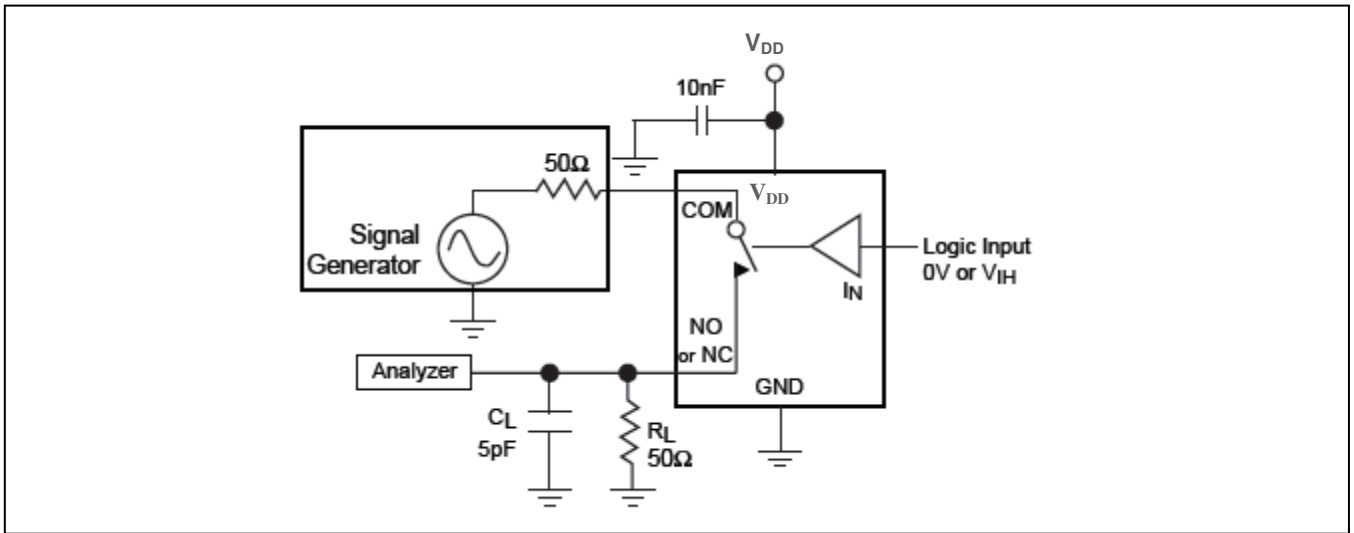 VDD
10nF
50Ω
VDD
COM
Signal
Generator
Logic Input
0V or VIH
IN
NO
or NC
Analyzer
GND
CL
5pF
RL
50Ω